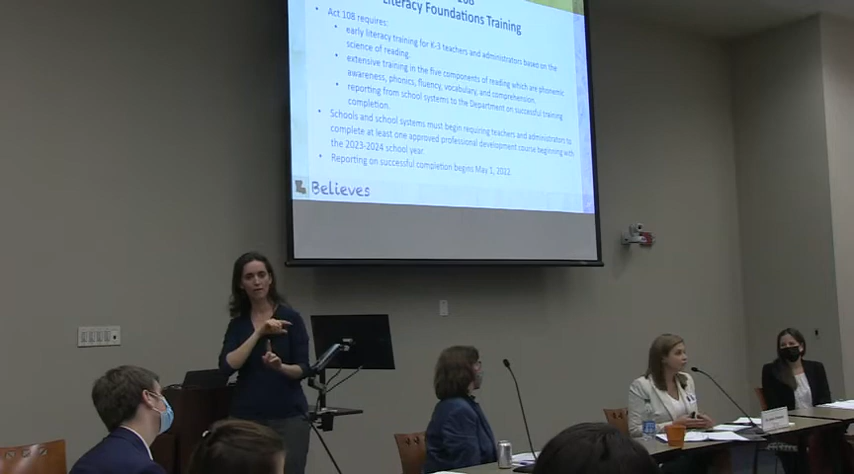 Literacy Foundations Training
• Act 108 requires:
• early literacy training for K-3 teachers and administrators based on the
science of reading.
• extensive training in the five components of reading which are phonemic
awareness, phonics, fluency, vocabulary, and comprehension.
• reporting from school systems to the Department on successful training
completion.
• Schools and school systems must begin requiring teachers and administrators to
complete at least one approved professional development course beginning with
the 2023-2024 school year.
• Reporting on successful completion begins May 1, 2022.
Believes